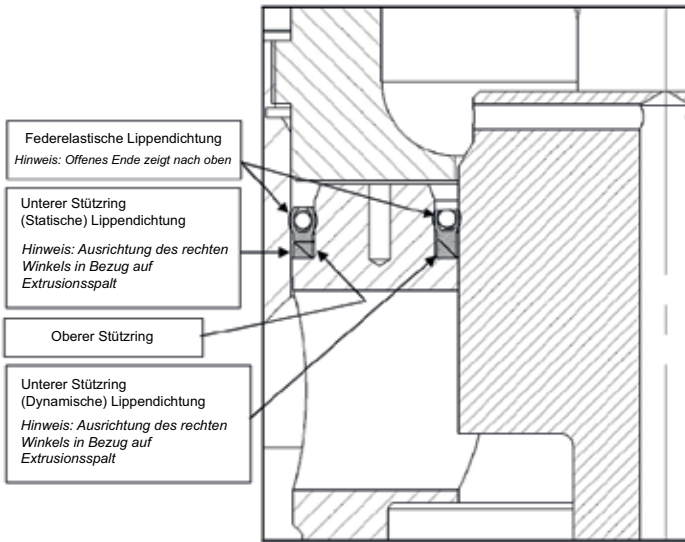 Federelastische Lippendichtung
Hinweis: Offenes Ende zeigt nach oben
Unterer Stützring
(Statische) Lippendichtung
Hinweis: Ausrichtung des rechten
Winkels in Bezug auf
Extrusionsspalt
Oberer Stützring
Unterer Stützring
(Dynamische) Lippendichtung
Hinweis: Ausrichtung des rechten
Winkels in Bezug auf
Extrusionsspalt